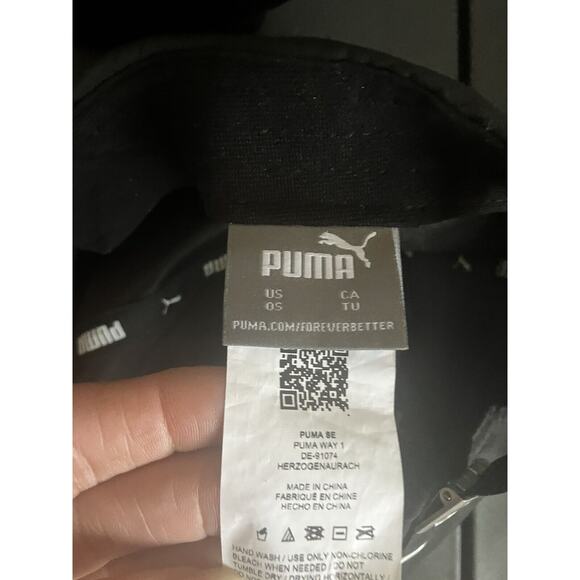 PUMA
US CA
OS TU
PUMA.COM/FOREVERBETTER
PUMA
PUMA SE
PUMA WAY 1
DE-91074
HERZOGENAURACH
MADE IN CHINA
FABRIQUÉ EN CHINE
HECHO EN CHINA
HAND WASH / USE ONLY NON-CHLORINE
BLEACH WHEN NEEDED / DO NOT
TUMBLE DRY / DRYING HORIZONTALLY /